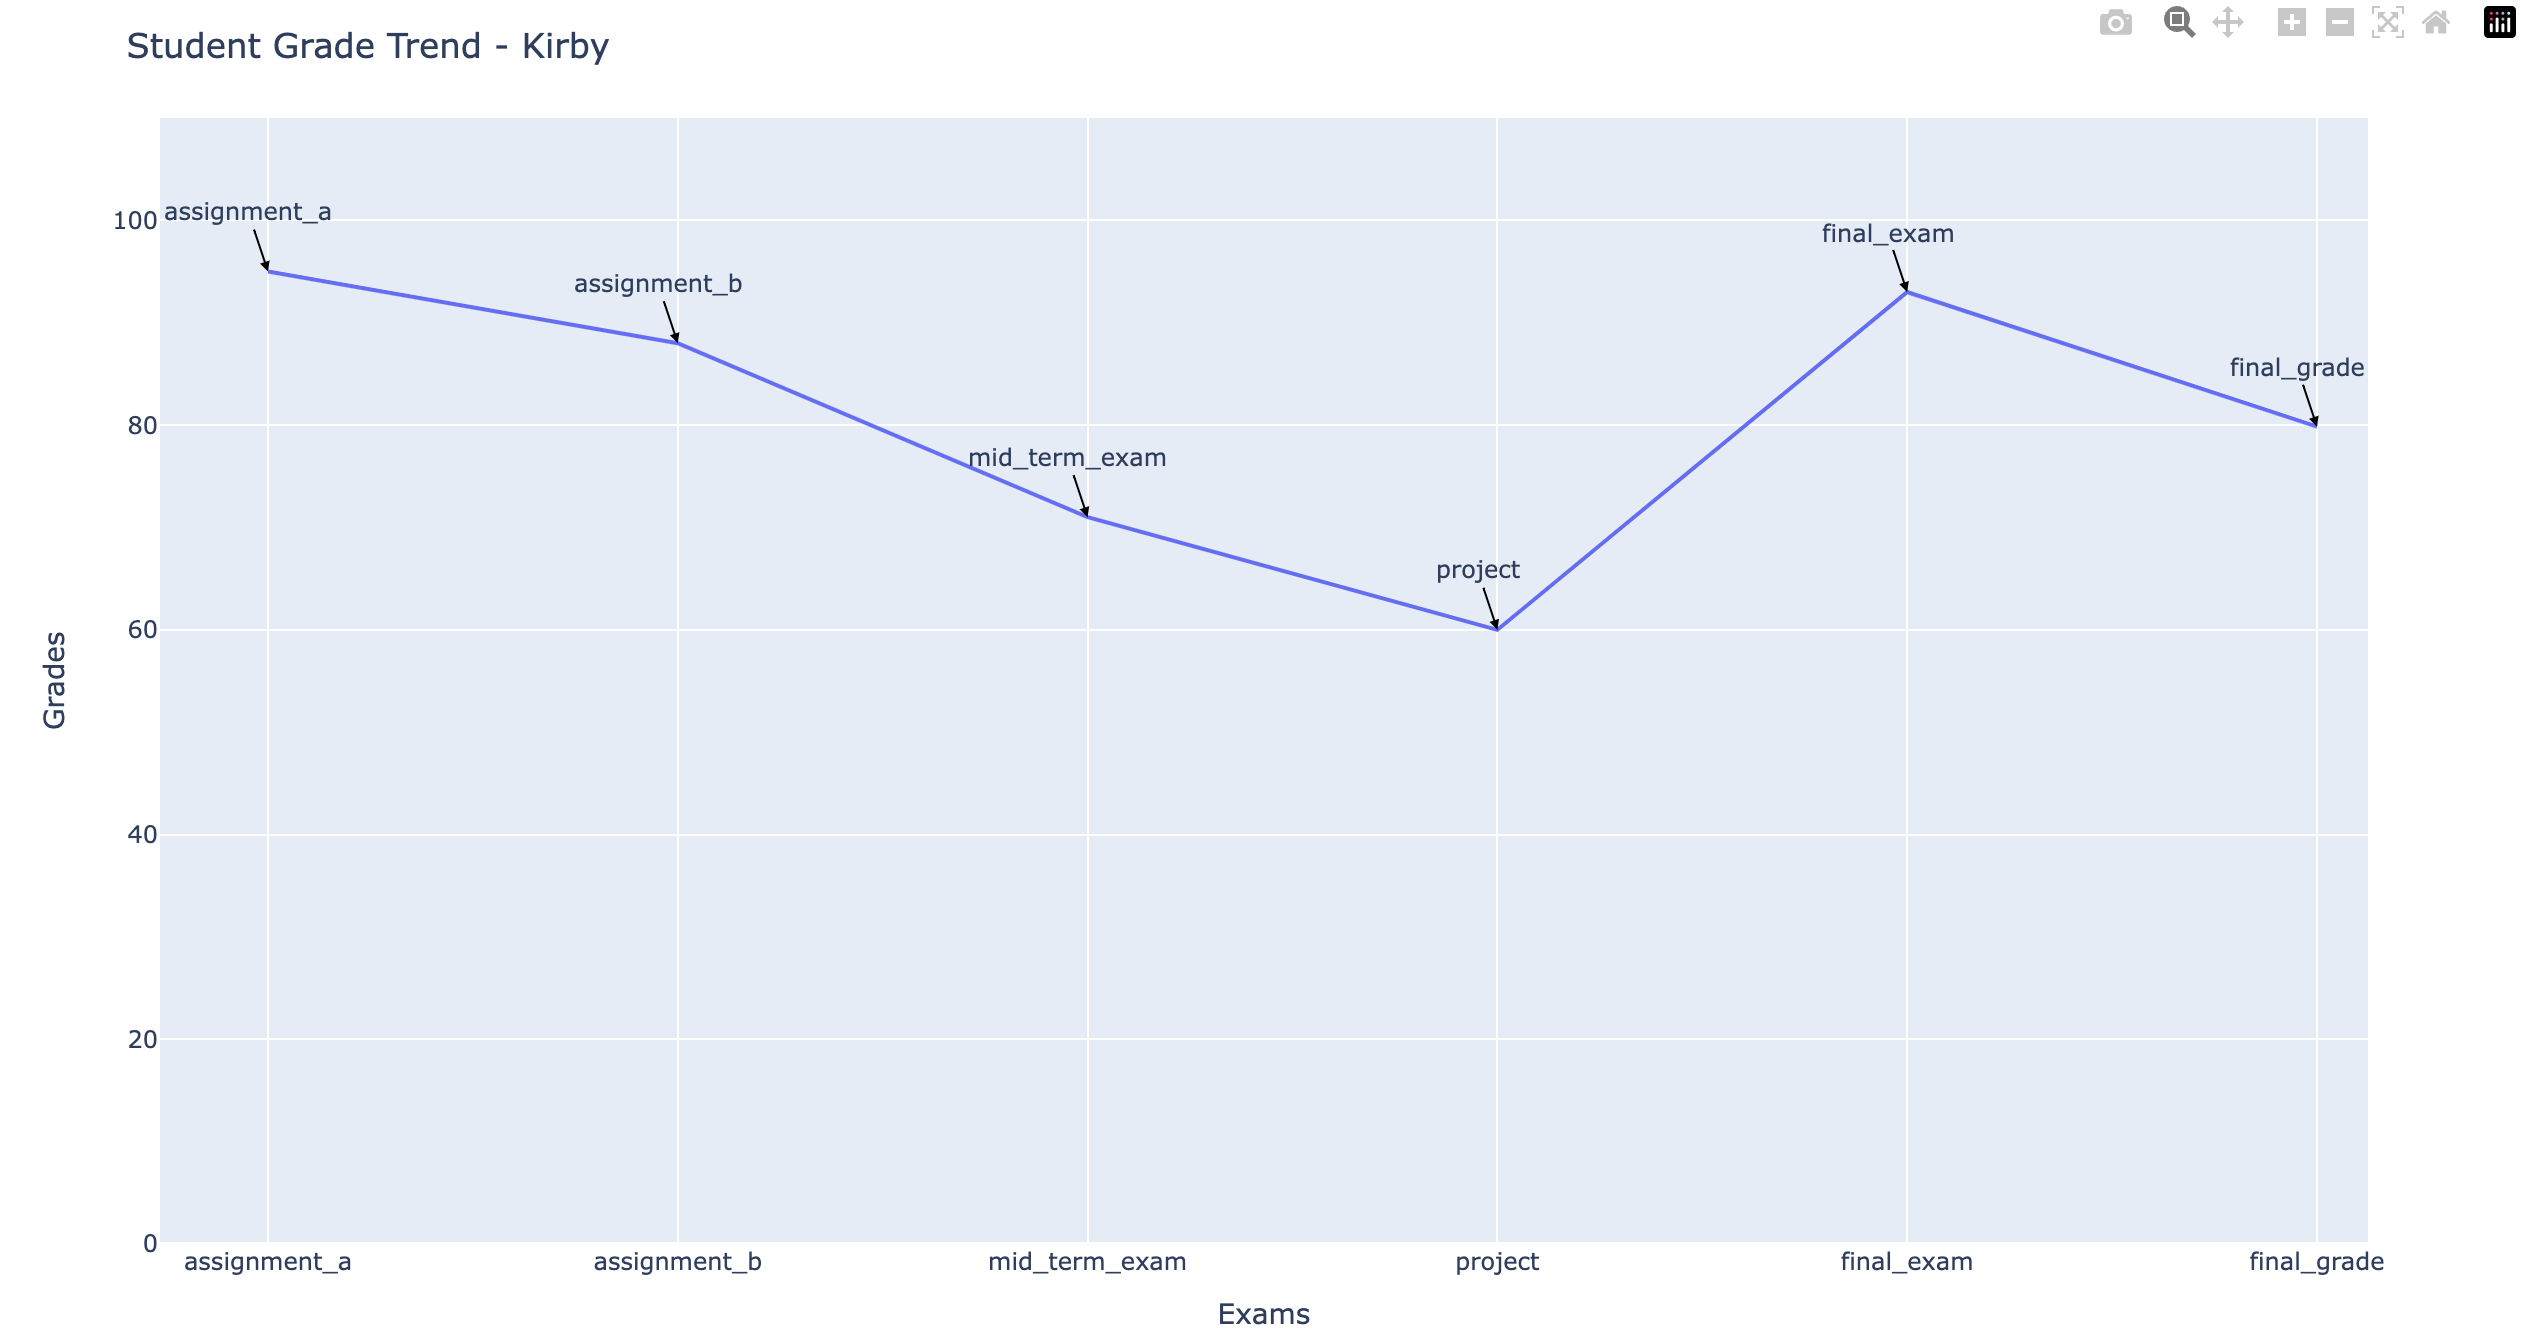 Student Grade Trend - Kirby
100
80
60
40
20
0
Grades
assignment_a
assignment_b
mid_term_exam
project
final_exam
final_grade
assignment_a
assignment_b
mid_term_exam
project
final_exam
final_grade
Exams